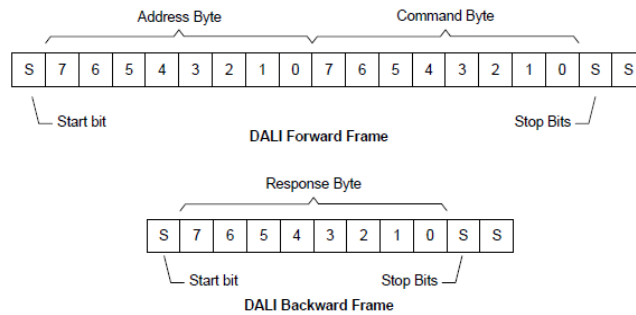 Address Byte Command Byte
S 7 6 5 4 3 2 1 0 7 6 5 4 3 2 1 0 S S
Start bit Stop Bits
DALI Forward Frame
Response Byte
S 7 6 5 4 3 2 1 0 S S
Start bit Stop Bits
DALI Backward Frame